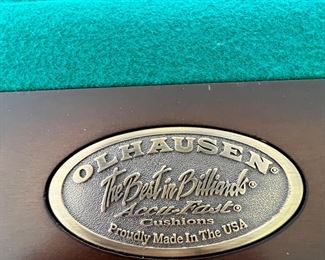 OLHAUSEN®
The Best in Billiards®
Accu-Fast®
Cushions
Proudly Made In The USA